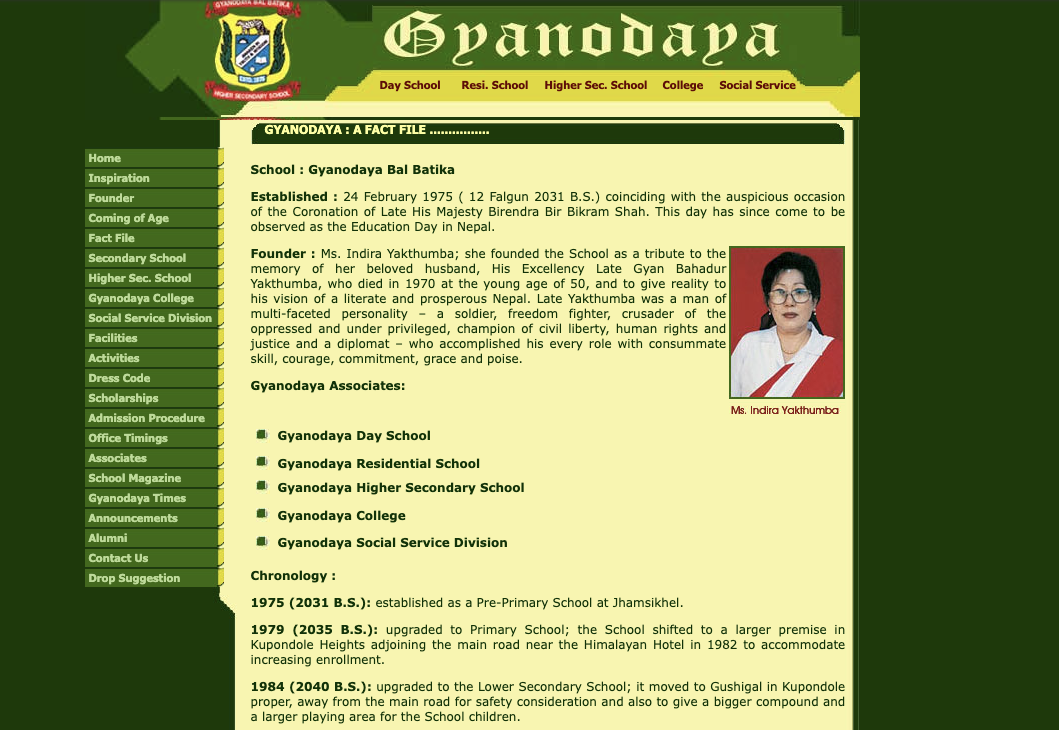 GYANODAYA BAL BATIKA
ESTD. 1975
HIGHER SECONDARY SCHOOL
Gyanodaya
Day School Resi. School Higher Sec. School College Social Service
GYANODAYA : A FACT FILE ................
Home
Inspiration
Founder
Coming of Age
Fact File
Secondary School
Higher Sec. School
Gyanodaya College
Social Service Division
Facilities
Activities
Dress Code
Scholarships
Admission Procedure
Office Timings
Associates
School Magazine
Gyanodaya Times
Announcements
Alumni
Contact Us
Drop Suggestion
School : Gyanodaya Bal Batika
Established : 24 February 1975 ( 12 Falgun 2031 B.S.) coinciding with the auspicious occasion
of the Coronation of Late His Majesty Birendra Bir Bikram Shah. This day has since come to be
observed as the Education Day in Nepal.
Founder : Ms. Indira Yakthumba; she founded the School as a tribute to the
memory of her beloved husband, His Excellency Late Gyan Bahadur
Yakthumba, who died in 1970 at the young age of 50, and to give reality to
his vision of a literate and prosperous Nepal. Late Yakthumba was a man of
multi-faceted personality – a soldier, freedom fighter, crusader of the
oppressed and under privileged, champion of civil liberty, human rights and
justice and a diplomat – who accomplished his every role with consummate
skill, courage, commitment, grace and poise.
Ms. Indira Yakthumba
Gyanodaya Associates:
Gyanodaya Day School
Gyanodaya Residential School
Gyanodaya Higher Secondary School
Gyanodaya College
Gyanodaya Social Service Division
Chronology :
1975 (2031 B.S.): established as a Pre-Primary School at Jhamsikhel.
1979 (2035 B.S.): upgraded to Primary School; the School shifted to a larger premise in
Kupondole Heights adjoining the main road near the Himalayan Hotel in 1982 to accommodate
increasing enrollment.
1984 (2040 B.S.): upgraded to the Lower Secondary School; it moved to Gushigal in Kupondole
proper, away from the main road for safety consideration and also to give a bigger compound and
a larger playing area for the School children.